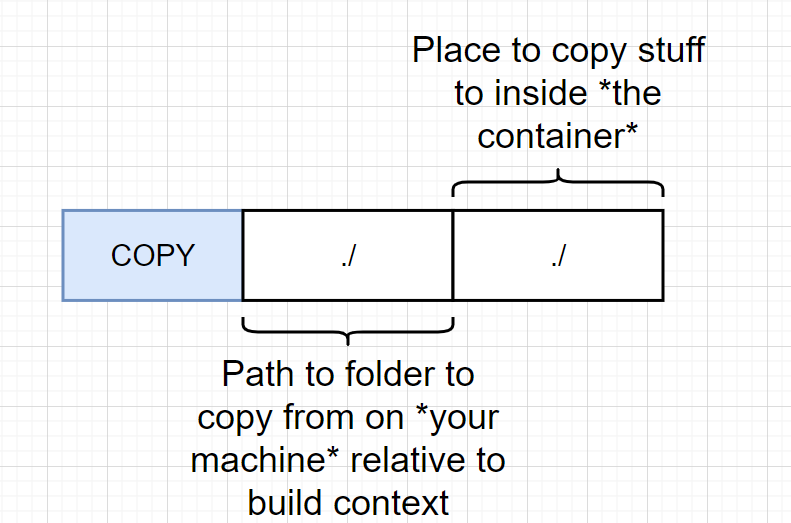 Place to copy stuff
to inside *the
container*
COPY
./
./
Path to folder to
copy from on *your
machine* relative to
build context